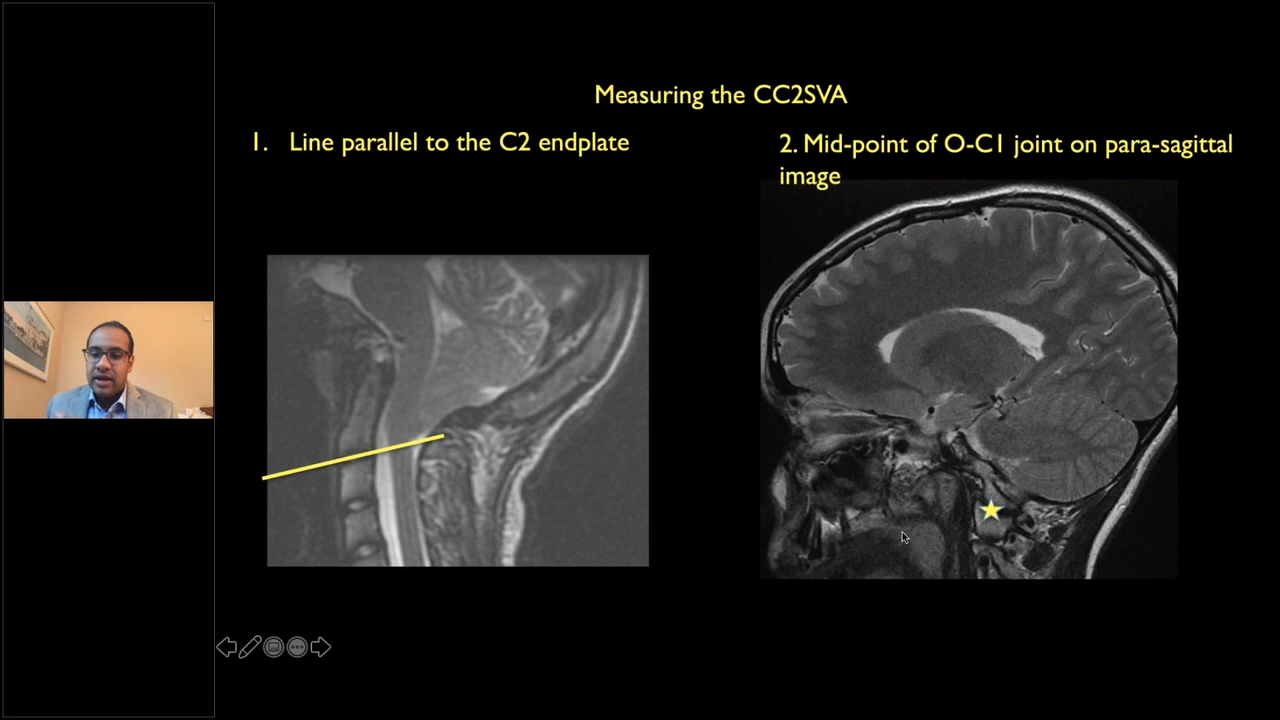 Measuring the CC2SVA
1. Line parallel to the C2 endplate
2. Mid-point of O-C1 joint on para-sagittal
image